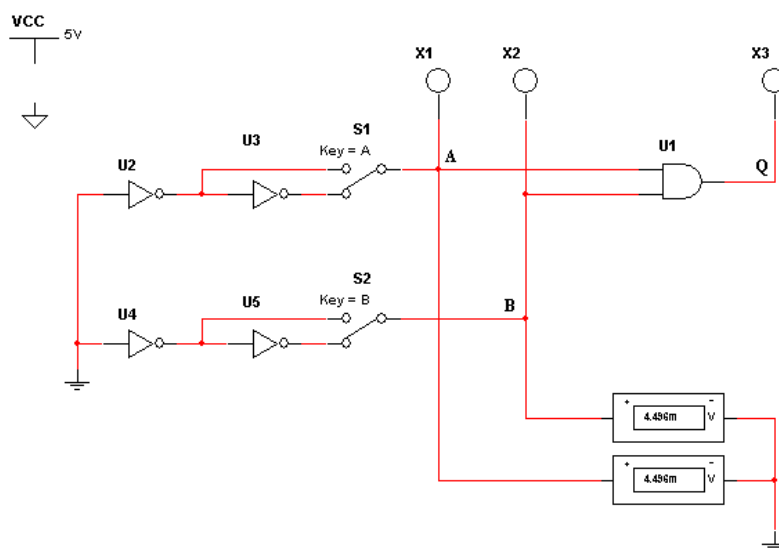 VCC
5V
X1
X2
X3
S1
Key = A
U3
U2
A
U1
Q
S2
Key = B
U5
U4
B
+
-
4.496m
V
+
-
4.496m
V